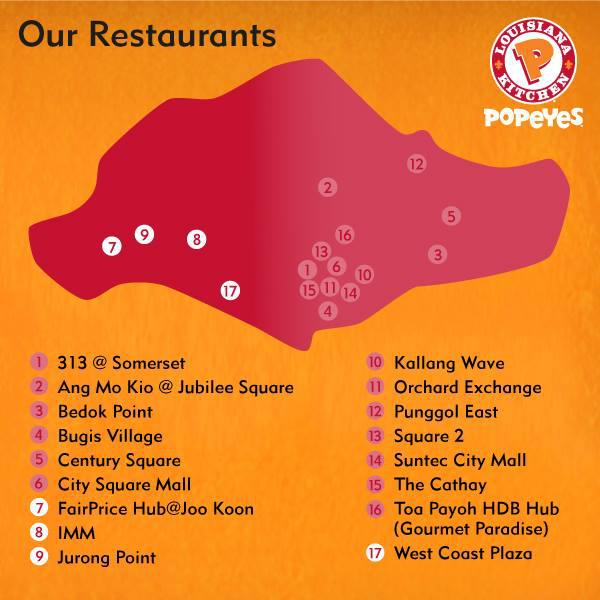 Our Restaurants
LOUISIANA
P
KITCHEN
POPEYES
12
2
5
16
9
7
8
13
3
6
1
10
17
15
11
14
4
1 313 @ Somerset
2 Ang Mo Kio @ Jubilee Square
3 Bedok Point
4 Bugis Village
5 Century Square
6 City Square Mall
7 FairPrice Hub@Joo Koon
8 IMM
9 Jurong Point
10 Kallang Wave
11 Orchard Exchange
12 Punggol East
13 Square 2
14 Suntec City Mall
15 The Cathay
16 Toa Payoh HDB Hub
(Gourmet Paradise)
17 West Coast Plaza